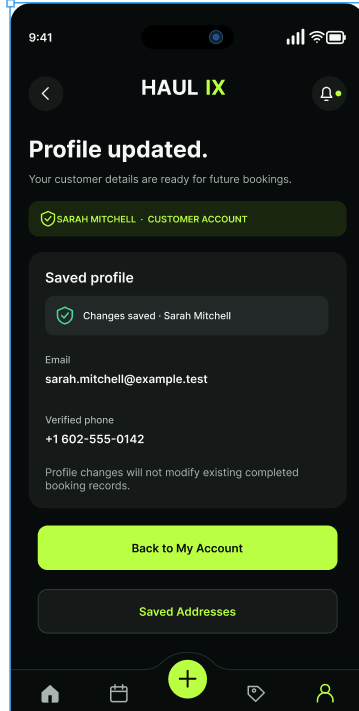 9:41
HAUL IX
Profile updated.
Your customer details are ready for future bookings.
SARAH MITCHELL · CUSTOMER ACCOUNT
Saved profile
Changes saved · Sarah Mitchell
Email
sarah.mitchell@example.test
Verified phone
+1 602-555-0142
Profile changes will not modify existing completed
booking records.
Back to My Account
Saved Addresses